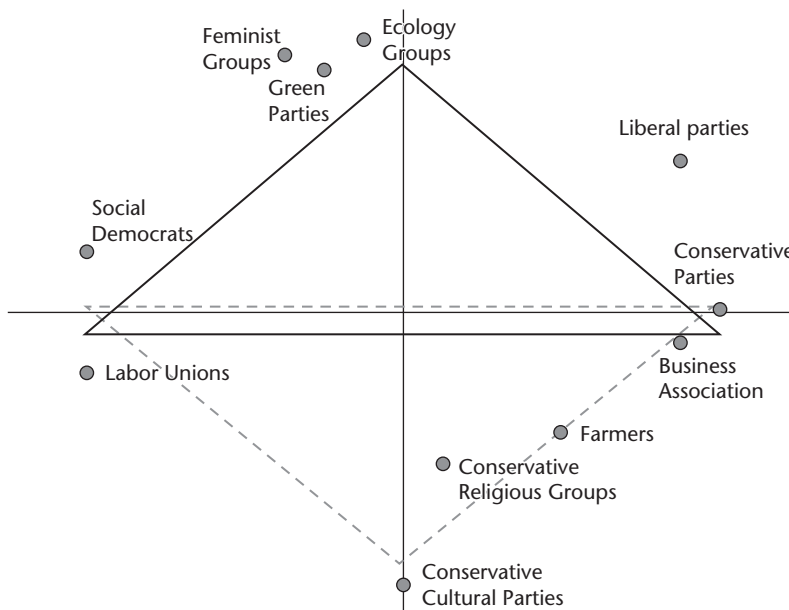 Ecology
Groups
Feminist
Groups
Green
Parties
Liberal parties
Social
Democrats
Conservative
Parties
Labor Unions
Business
Association
Farmers
Conservative
Religious Groups
Conservative
Cultural Parties